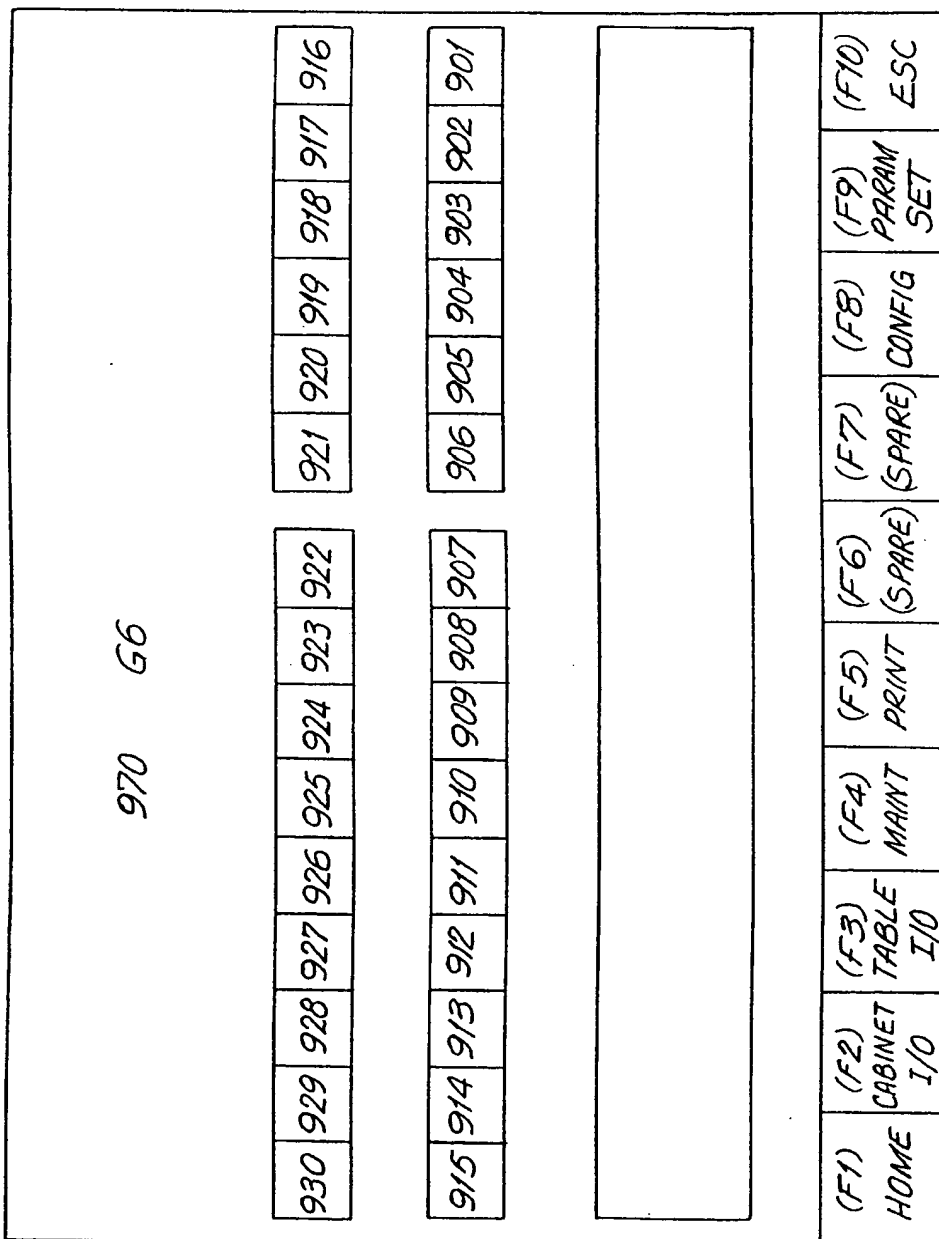 970 G6
930 929 928 927 926 925 924 923 922 921 920 919 918 917 916
915 914 913 912 911 910 909 908 907 906 905 904 903 902 901
(F1) (F2) (F3) (F4) (F5) (F6) (F7) (F8) (F9) (F10)
HOME CABINET TABLE MAINT PRINT (SPARE) (SPARE) CONFIG PARAM ESC
I/O I/O SET